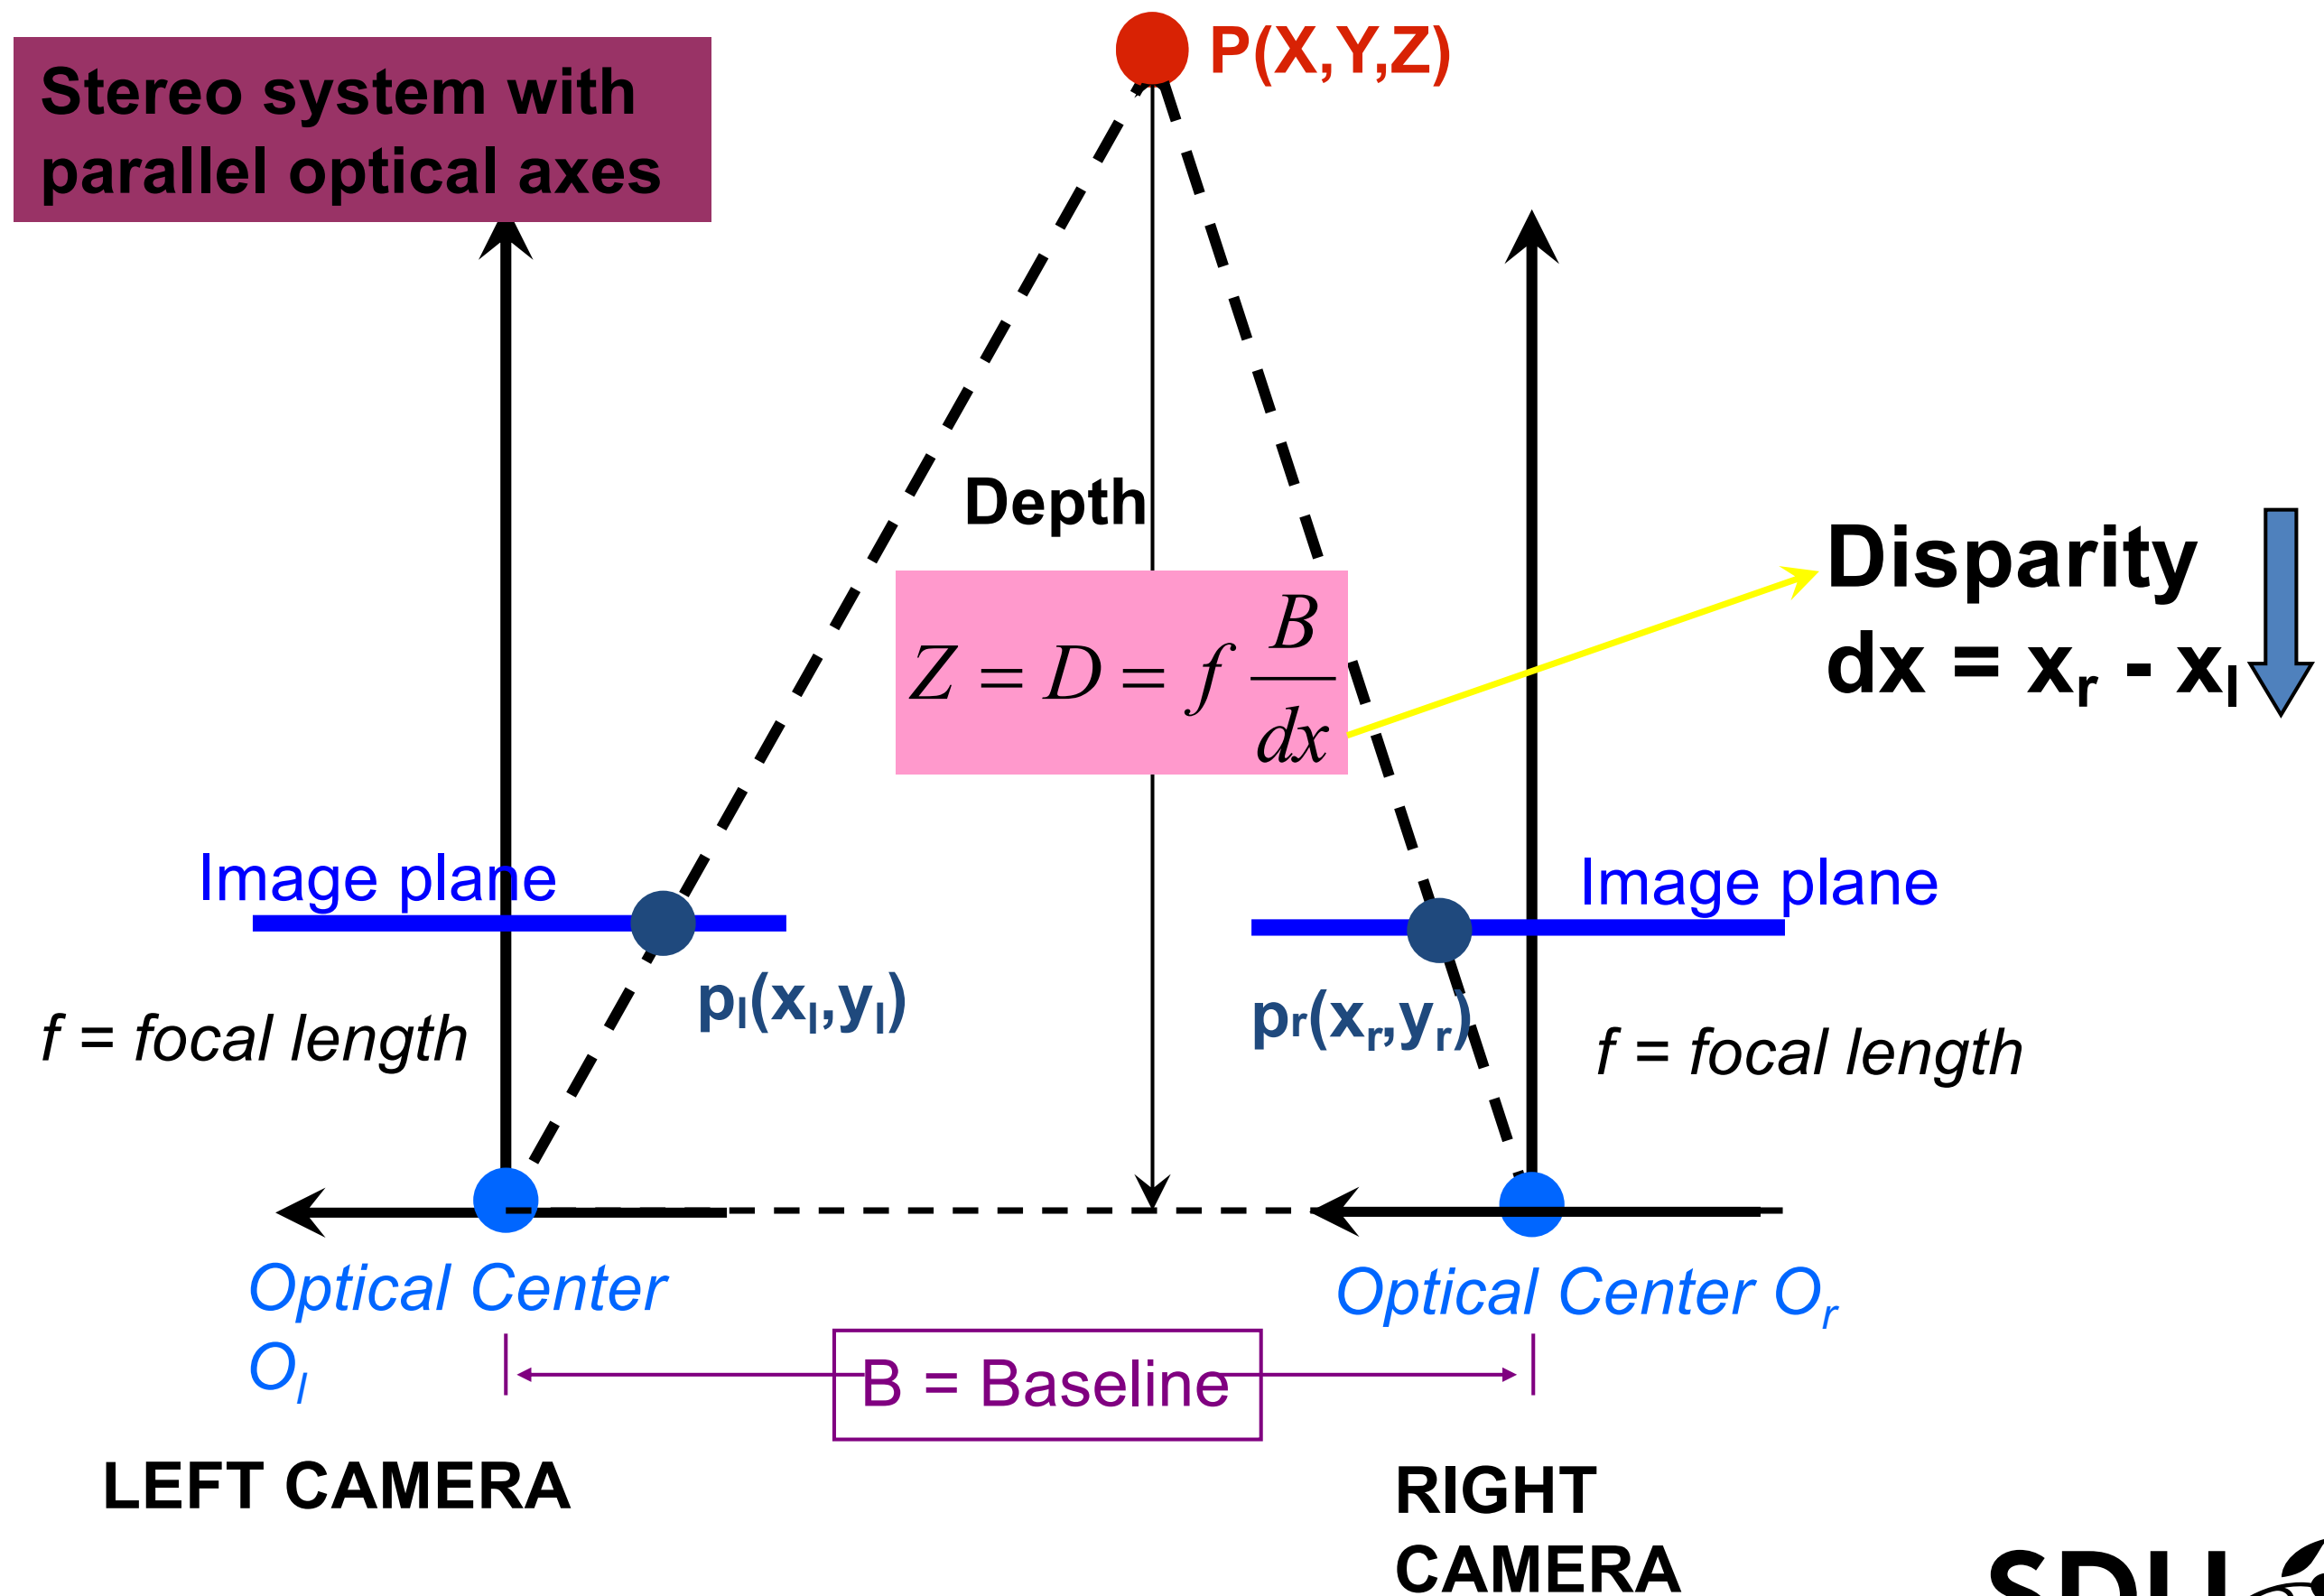 P(X,Y,Z)
Stereo system with
parallel optical axes
Depth
Z = D = f B/dx
Disparity
dx = xr - xl
Image plane
Image plane
pl(xl,yl)
pr(xr,yr)
f = focal length
f = focal length
Optical Center
Ol
Optical Center Or
B = Baseline
LEFT CAMERA
RIGHT
CAMERA
SDU